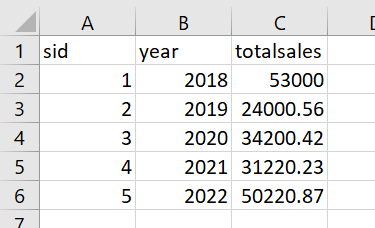 A B C
1 sid year totalsales
2 1 2018 53000
3 2 2019 24000.56
4 3 2020 34200.42
5 4 2021 31220.23
6 5 2022 50220.87
7